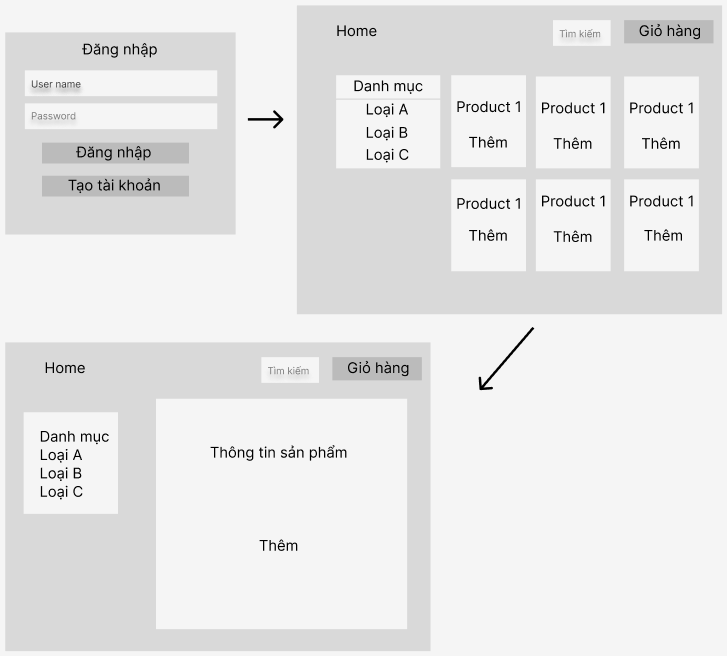 Đăng nhập
User name
Password
Đăng nhập
Tạo tài khoản
Home
Tìm kiếm
Giỏ hàng
Danh mục
Loại A
Loại B
Loại C
Product 1
Thêm
Product 1
Thêm
Product 1
Thêm
Product 1
Thêm
Product 1
Thêm
Product 1
Thêm
Home
Tìm kiếm
Giỏ hàng
Danh mục
Loại A
Loại B
Loại C
Thông tin sản phẩm
Thêm